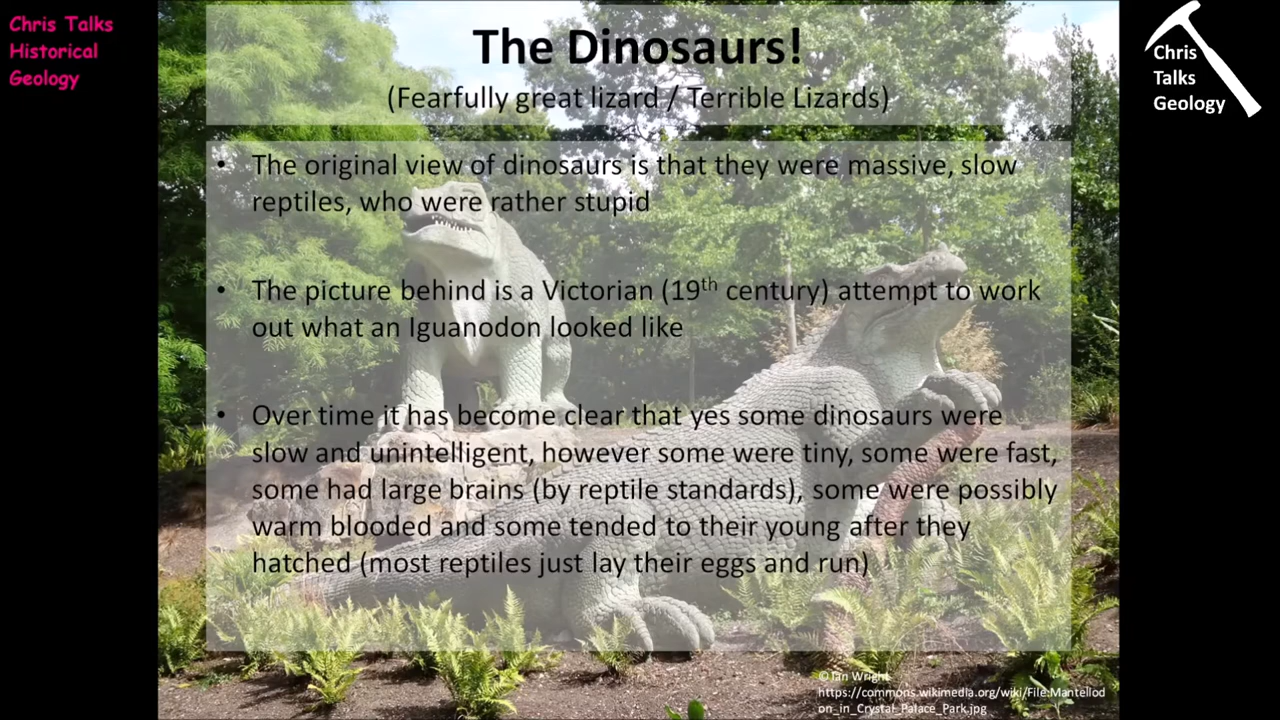 Chris Talks
Historical
Geology
The Dinosaurs!
(Fearfully great lizard / Terrible Lizards)
Chris
Talks
Geology
• The original view of dinosaurs is that they were massive, slow
reptiles, who were rather stupid
• The picture behind is a Victorian (19th century) attempt to work
out what an Iguanodon looked like
• Over time it has become clear that yes some dinosaurs were
slow and unintelligent, however some were tiny, some were fast,
some had large brains (by reptile standards), some were possibly
warm blooded and some tended to their young after they
hatched (most reptiles just lay their eggs and run)
©Ian Wright
https://commons.wikimedia.org/wiki/File:Mantellod
on_in_Crystal_Palace_Park.jpg